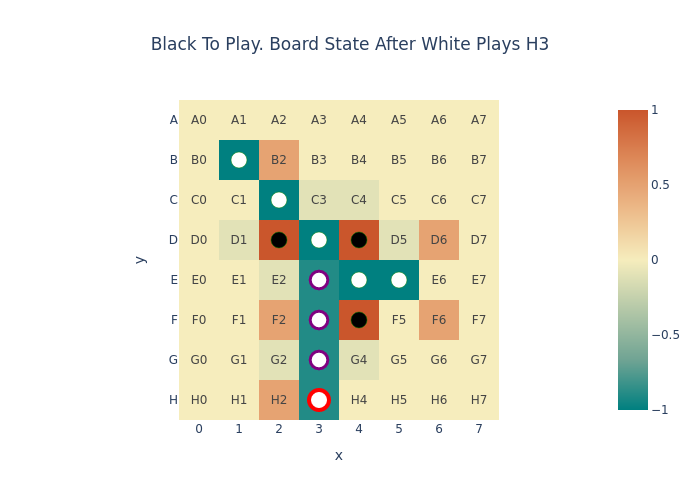 Black To Play. Board State After White Plays H3
A A0 A1 A2 A3 A4 A5 A6 A7
B B0 B2 B3 B4 B5 B6 B7
C C0 C1 C3 C4 C5 C6 C7
D D0 D1 D5 D6 D7
E E0 E1 E2 E6 E7
F F0 F1 F2 F5 F6 F7
G G0 G1 G2 G4 G5 G6 G7
H H0 H1 H2 H4 H5 H6 H7
0 1 2 3 4 5 6 7
x
y
1
0.5
0
−0.5
−1